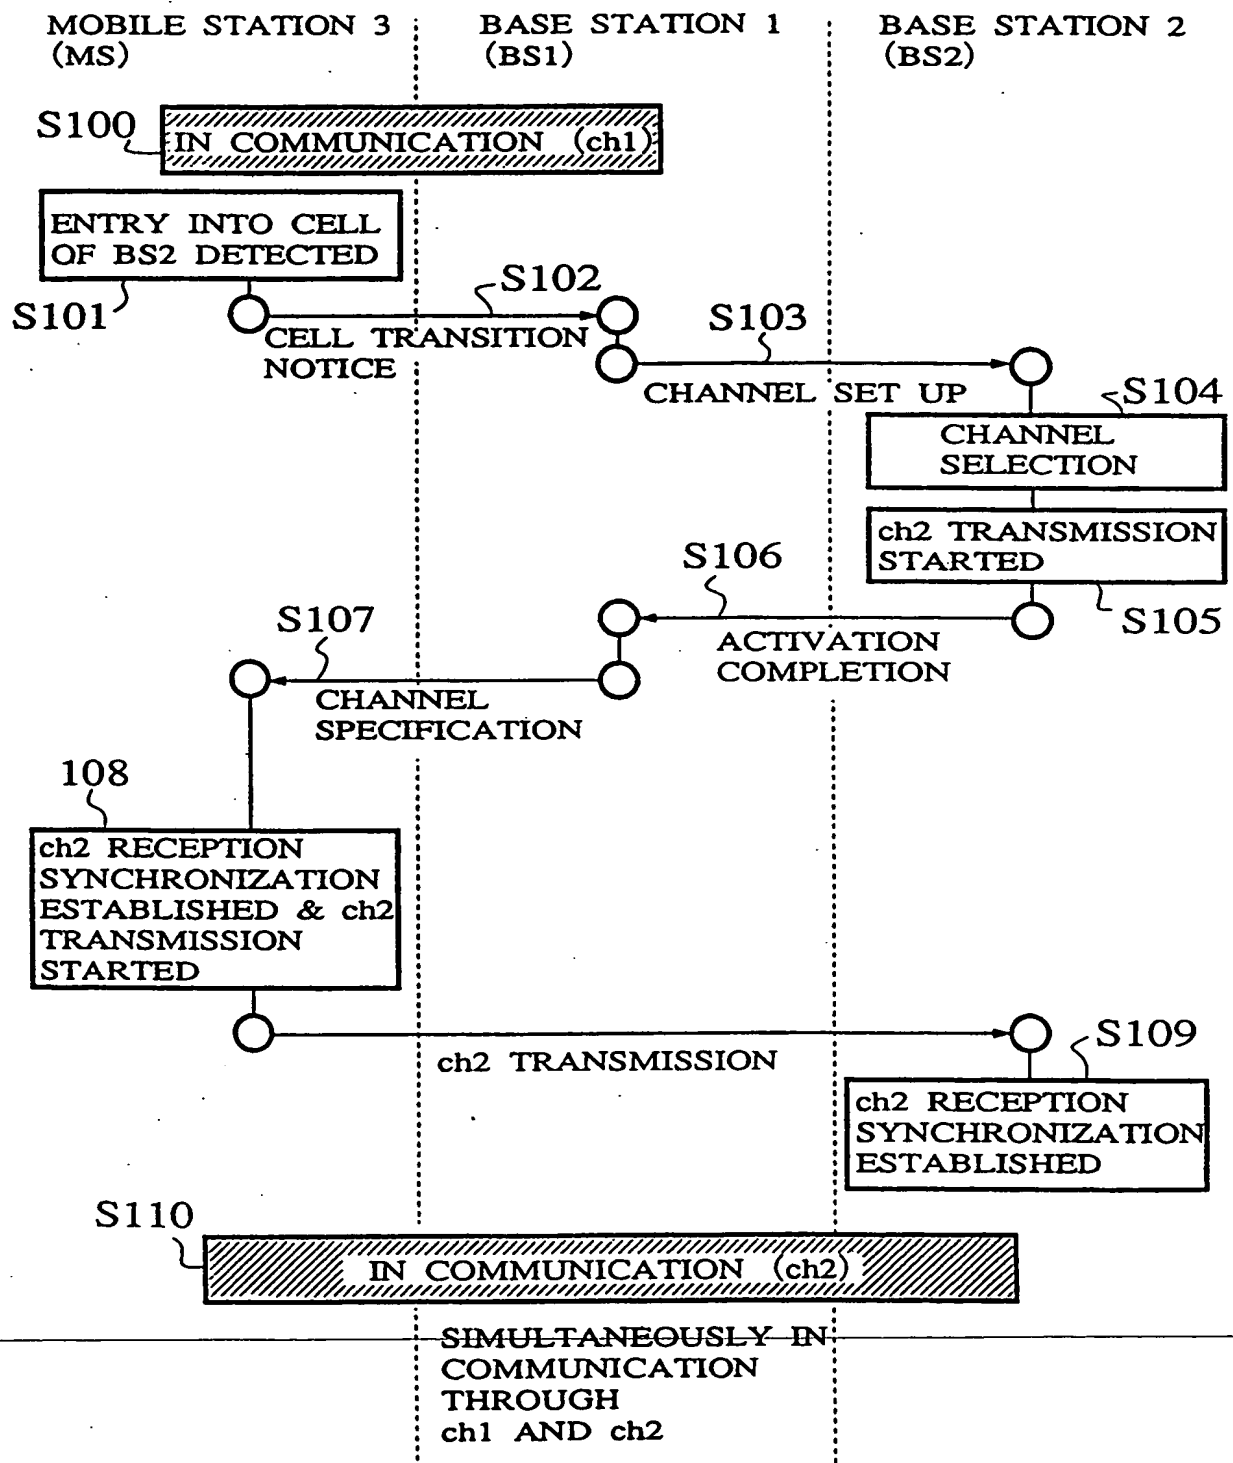 MOBILE STATION 3
(MS)
BASE STATION 1
(BS1)
BASE STATION 2
(BS2)
S100
IN COMMUNICATION (ch1)
ENTRY INTO CELL
OF BS2 DETECTED
S101
S102
CELL TRANSITION
NOTICE
S103
CHANNEL SET UP
S104
CHANNEL
SELECTION
ch2 TRANSMISSION
STARTED
S105
S106
ACTIVATION
COMPLETION
S107
CHANNEL
SPECIFICATION
108
ch2 RECEPTION
SYNCHRONIZATION
ESTABLISHED & ch2
TRANSMISSION
STARTED
ch2 TRANSMISSION
S109
ch2 RECEPTION
SYNCHRONIZATION
ESTABLISHED
S110
IN COMMUNICATION (ch2)
SIMULTANEOUSLY IN
COMMUNICATION
THROUGH
ch1 AND ch2